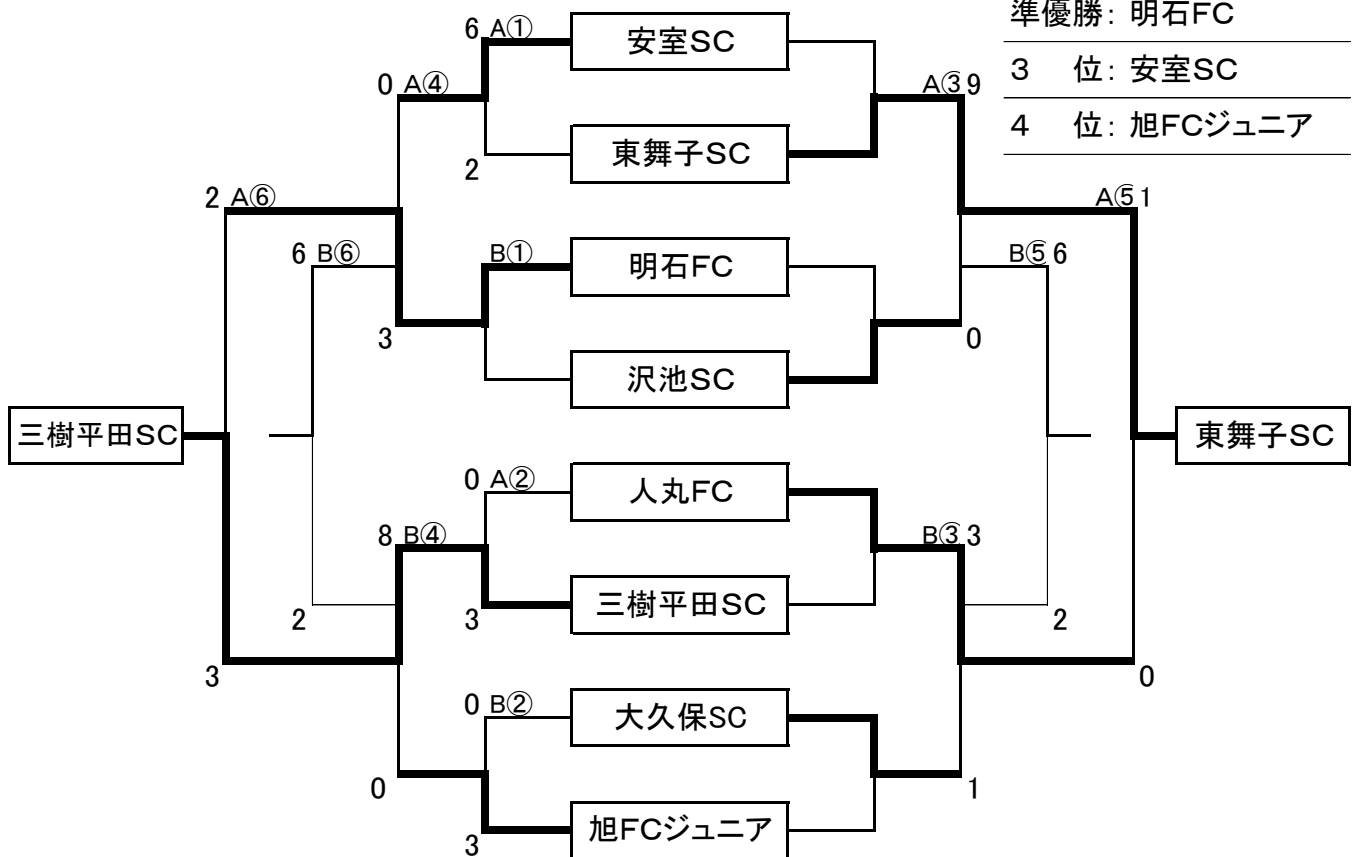 準優勝: 明石FC
6 A① 安室SC
0 A④ A③ 9
3 位: 安室SC
東舞子SC
4 位: 旭FCジュニア
2
2 A⑥ A⑤ 1
6 B⑥ B① 明石FC B⑤ 6
3 0
沢池SC
三樹平田SC 東舞子SC
0 A② 人丸FC
8 B④ B③ 3
三樹平田SC
2 3 2
3 0
0 B② 大久保SC
0 1
旭FCジュニア
3